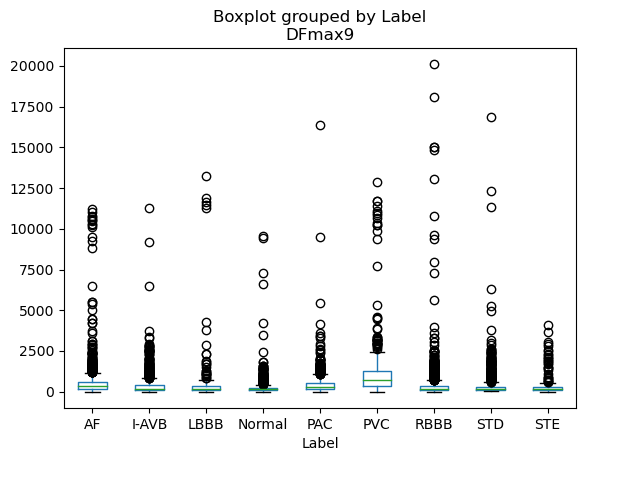 Boxplot grouped by Label
DFmax9
20000
17500
15000
12500
10000
7500
5000
2500
0
AF I-AVB LBBB Normal PAC PVC RBBB STD STE
Label